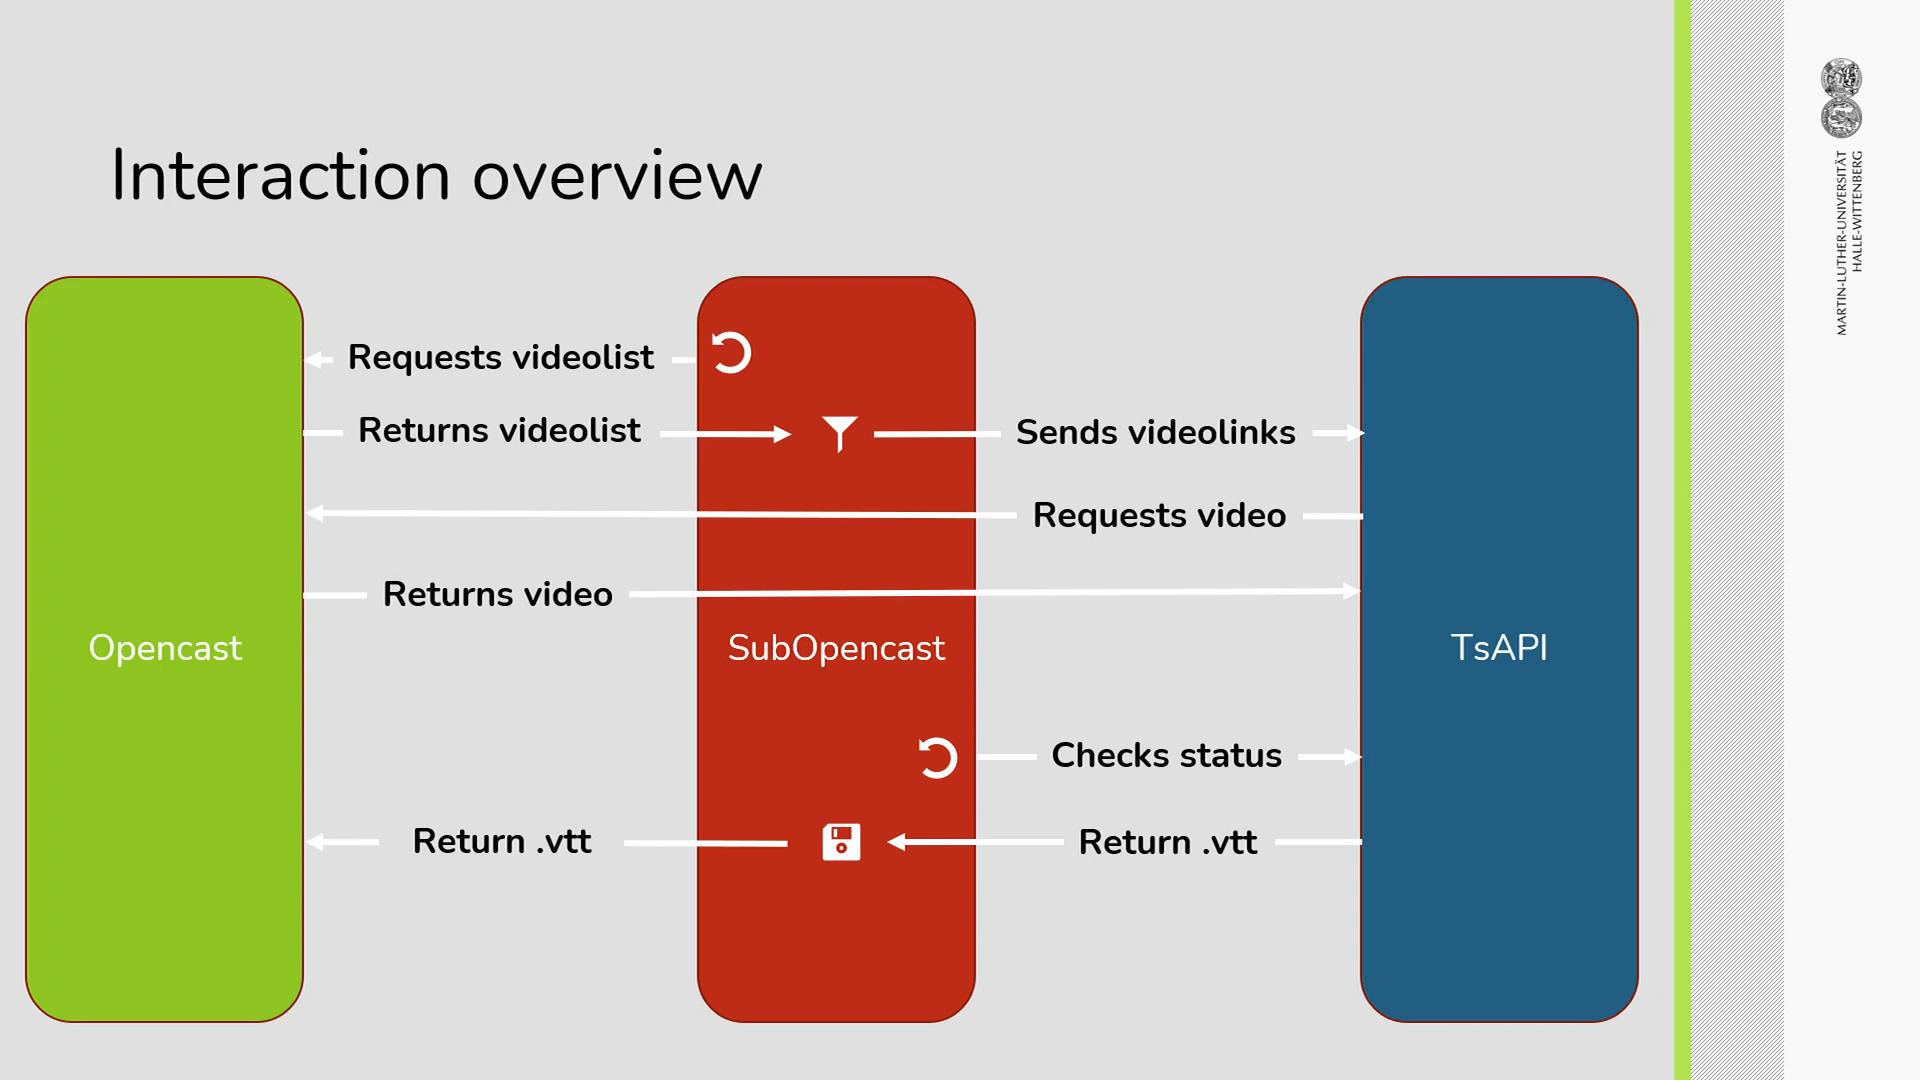 Interaction overview
Requests videolist
Returns videolist
Sends videolinks
Requests video
Returns video
Opencast
SubOpencast
TsAPI
Checks status
Return .vtt
Return .vtt
MARTIN-LUTHER-UNIVERSITÄT
HALLE-WITTENBERG